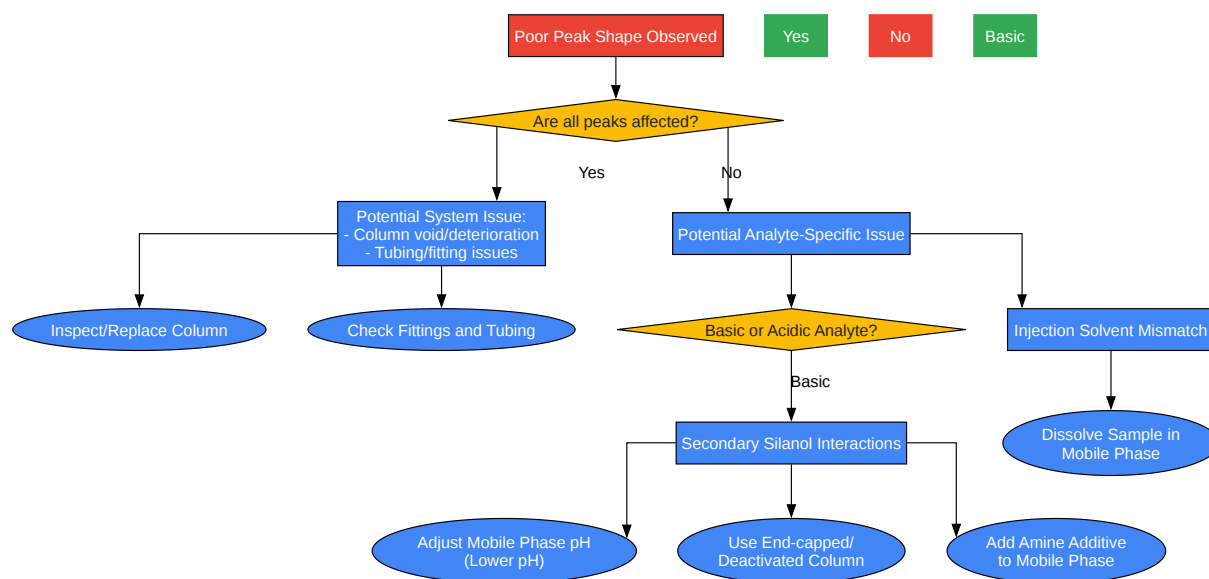 Poor Peak Shape Observed
Yes
No
Basic
Are all peaks affected?
Yes
No
Potential System Issue:
- Column void/deterioration
- Tubing/fitting issues
Potential Analyte-Specific Issue
Inspect/Replace Column
Check Fittings and Tubing
Basic or Acidic Analyte?
Injection Solvent Mismatch
Basic
Secondary Silanol Interactions
Dissolve Sample in
Mobile Phase
Adjust Mobile Phase pH
(Lower pH)
Use End-capped/
Deactivated Column
Add Amine Additive
to Mobile Phase